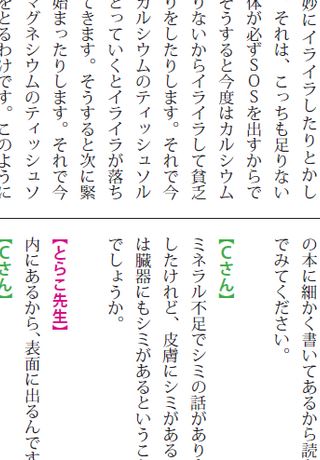 妙にイライラしたりとかし
それは、こっちも足りない
体が必ずSOSを出すからで
そうすると今度はカルシウム
りないからイライラして貧乏
りをしたりします。それで今
カルシウムのティッシュソル
とっていくとイライラが落ち
てきます。そうすると次に緊
始まったりします。それで今
マグネシウムのティッシュソ
をとるわけです。このように
の本に細かく書いてあるから読
でみてください。
【Cさん】
ミネラル不足でシミの話があり
したけれど、皮膚にシミがある
は臓器にもシミがあるというこ
でしょうか。
【とらこ先生】
内にあるから、表面に出るんです
【Cさん】